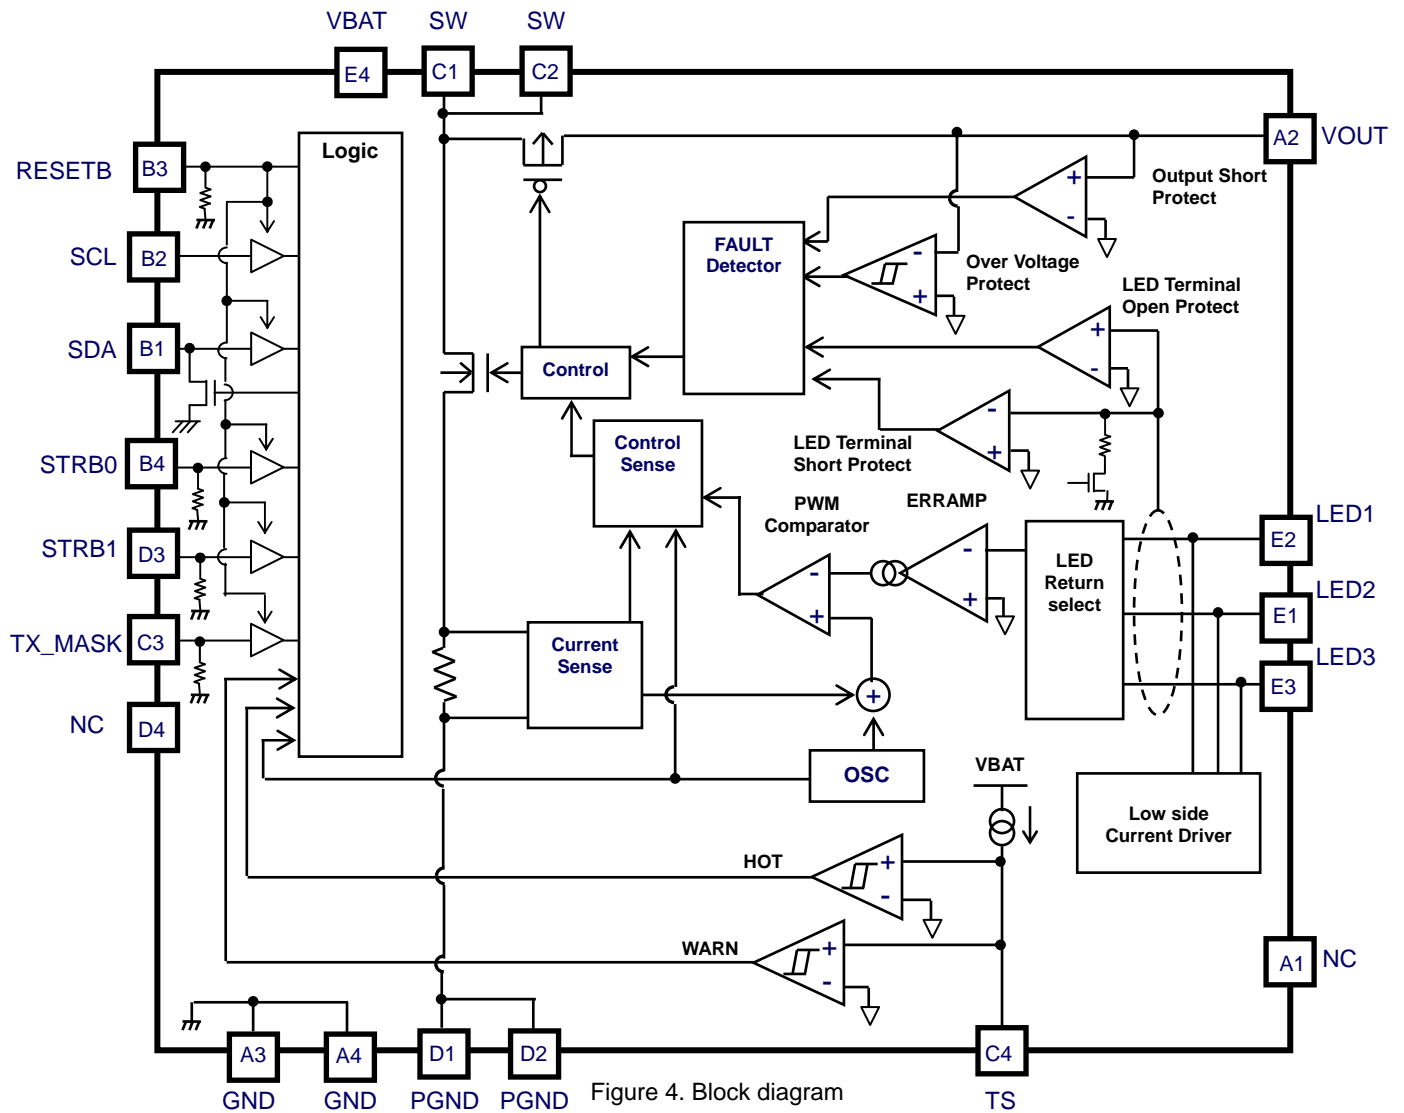 VBAT
SW
SW
E4
C1
C2
RESETB
B3
Logic
A2
VOUT
Output Short
Protect
+
-
SCL
B2
FAULT
Detector
-
+
Over Voltage
Protect
LED Terminal
Open Protect
SDA
B1
+
-
Control
STRB0
B4
Control
Sense
LED Terminal
Short Protect
-
+
PWM
Comparator
ERRAMP
STRB1
D3
-
+
-
+
LED
Return
select
LED1
E2
LED2
E1
LED3
E3
TX_MASK
C3
Current
Sense
+
NC
D4
OSC
VBAT
Low side
Current Driver
HOT
+
-
WARN
+
-
A1
NC
A3
A4
D1
D2
C4
GND
GND
PGND
PGND
TS
Figure 4. Block diagram